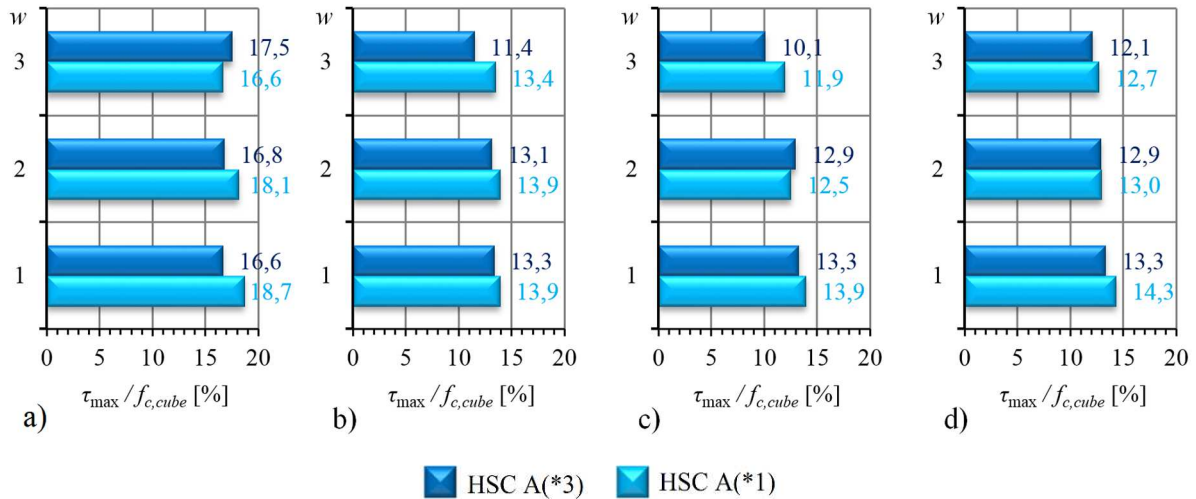 w w w w
3 17,5 3 11,4 3 10,1 3 12,1
16,6 13,4 11,9 12,7
2 16,8 2 13,1 2 12,9 2 12,9
18,1 13,9 12,5 13,0
1 16,6 1 13,3 1 13,3 1 13,3
18,7 13,9 13,9 14,3
0 5 10 15 20 0 5 10 15 20 0 5 10 15 20 0 5 10 15 20
τmax / fc,cube [%] τmax / fc,cube [%] τmax / fc,cube [%] τmax / fc,cube [%]
a) b) c) d)
HSC A(*3) HSC A(*1)